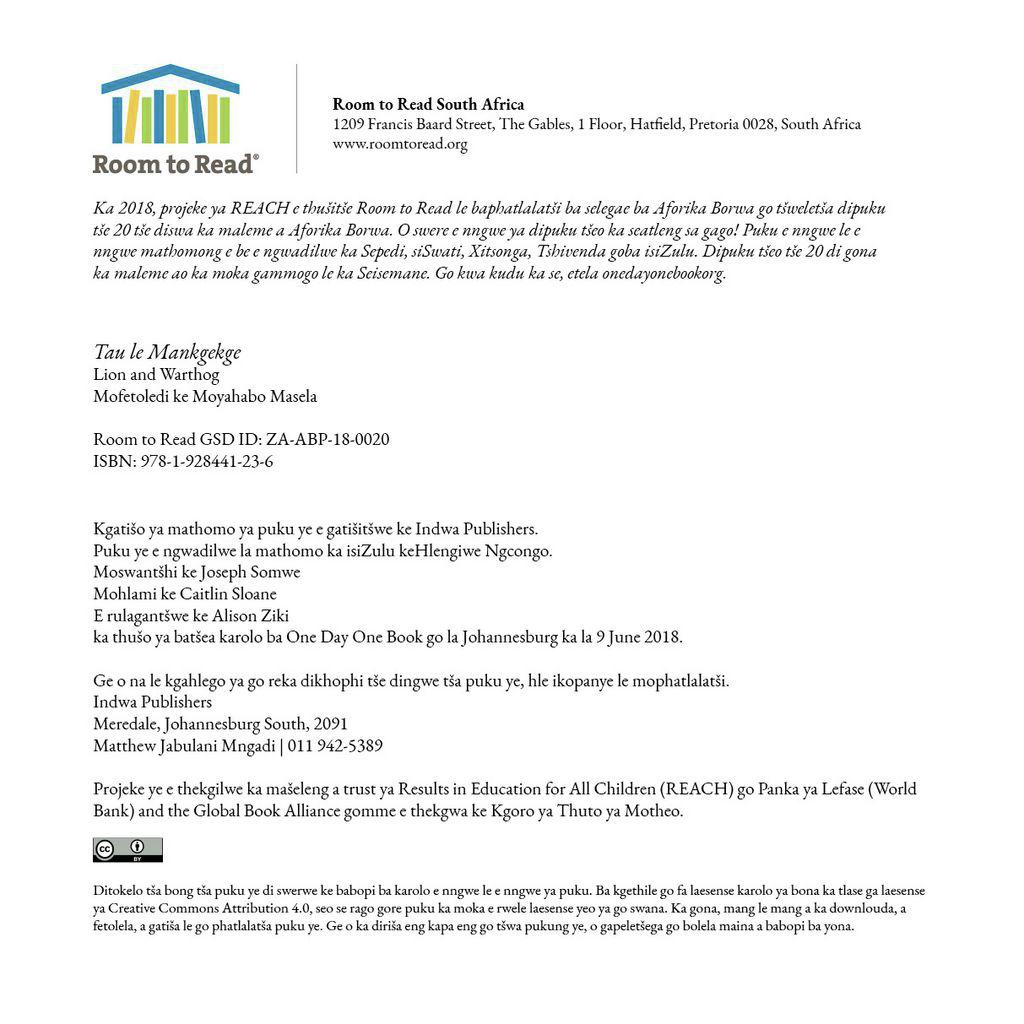 Room to Read®
Room to Read South Africa
1209 Francis Baard Street, The Gables, 1 Floor, Hatfield, Pretoria 0028, South Africa
www.roomtoread.org
Ka 2018, projeke ya REACH e thušitše Room to Read le baphatlalatši ba selegae ba Aforika Borwa go tšweletša dipuku
tše 20 tše diswa ka maleme a Aforika Borwa. O swere e nngwe ya dipuku tšeo ka seatleng sa gago! Puku e nngwe le e
nngwe mathomong e be e ngwadilwe ka Sepedi, siSwati, Xitsonga, Tshivenda goba isiZulu. Dipuku tšeo tše 20 di gona
ka maleme ao ka moka gammogo le ka Seisemane. Go kwa kudu ka se, etela onedayonebookorg.
Tau le Mankgekge
Lion and Warthog
Mofetoledi ke Moyahabo Masela
Room to Read GSD ID: ZA-ABP-18-0020
ISBN: 978-1-928441-23-6
Kgatišo ya mathomo ya puku ye e gatišitšwe ke Indwa Publishers.
Puku ye e ngwadilwe la mathomo ka isiZulu keHlengiwe Ngcongo.
Moswantšhi ke Joseph Somwe
Mohlami ke Caitlin Sloane
E rulagantšwe ke Alison Ziki
ka thušo ya batšea karolo ba One Day One Book go la Johannesburg ka la 9 June 2018.
Ge o na le kgahlego ya go reka dikhophi tše dingwe tša puku ye, hle ikopanye le mophatlalatši.
Indwa Publishers
Meredale, Johannesburg South, 2091
Matthew Jabulani Mngadi | 011 942-5389
Projeke ye e thekgilwe ka mašeleng a trust ya Results in Education for All Children (REACH) go Panka ya Lefase (World
Bank) and the Global Book Alliance gomme e thekgwa ke Kgoro ya Thuto ya Motheo.
cc BY
Ditokelo tša bong tša puku ye di swerwe ke babopi ba karolo e nngwe le e nngwe ya puku. Ba kgethile go fa laesense karolo ya bona ka tlase ga laesense
ya Creative Commons Attribution 4.0, seo se rago gore puku ka moka e rwele laesense yeo ya go swana. Ka gona, mang le mang a ka downlouda, a
fetolela, a gatiša le go phatlalatša puku ye. Ge o ka diriša eng kapa eng go tšwa pukung ye, o gapeletšega go bolela maina a babopi ba yona.